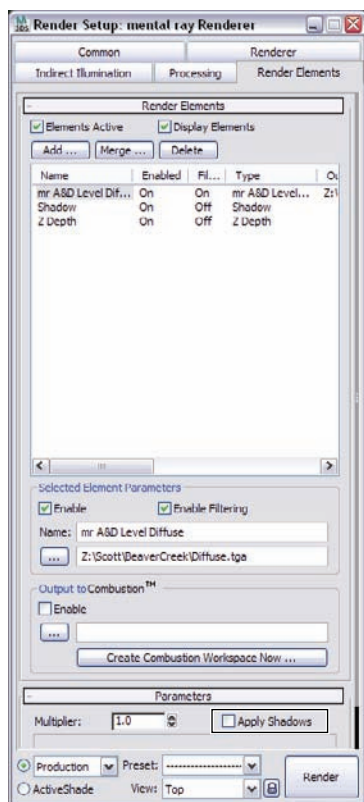 Render Setup: mental ray Renderer
Common Renderer
Indirect Illumination Processing Render Elements
- Render Elements
Elements Active Display Elements
Add ... Merge ... Delete
Name Enabled Fil... Type Ou
mr A&D Level Dif... On On mr A&D Level... Z:\
Shadow On Off Shadow
Z Depth On Off Z Depth
Selected Element Parameters
Enable Enable Filtering
Name: mr A&D Level Diffuse
... Z:\Scott\BeaverCreek\Diffuse.tga
Output to Combustion™
Enable
...
Create Combustion Workspace Now ...
- Parameters
Multiplier: 1.0 Apply Shadows
Production Preset: --------------------
ActiveShade View: Top Render